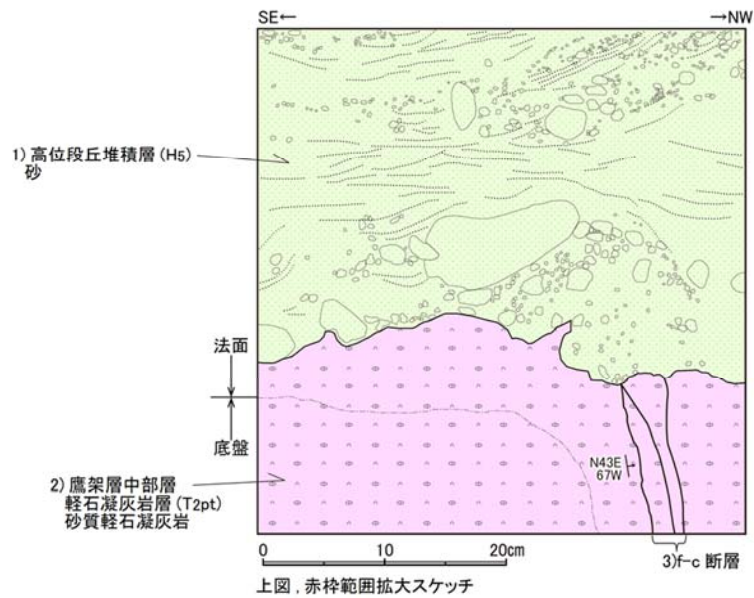 SE← →NW
1) 高位段丘堆積層 (H5)
砂
法面
底盤
2) 鷹架層中部層
軽石凝灰岩層 (T2pt)
砂質軽石凝灰岩
N43E
67W
3)f-c 断層
0 10 20cm
上図，赤枠範囲拡大スケッチ